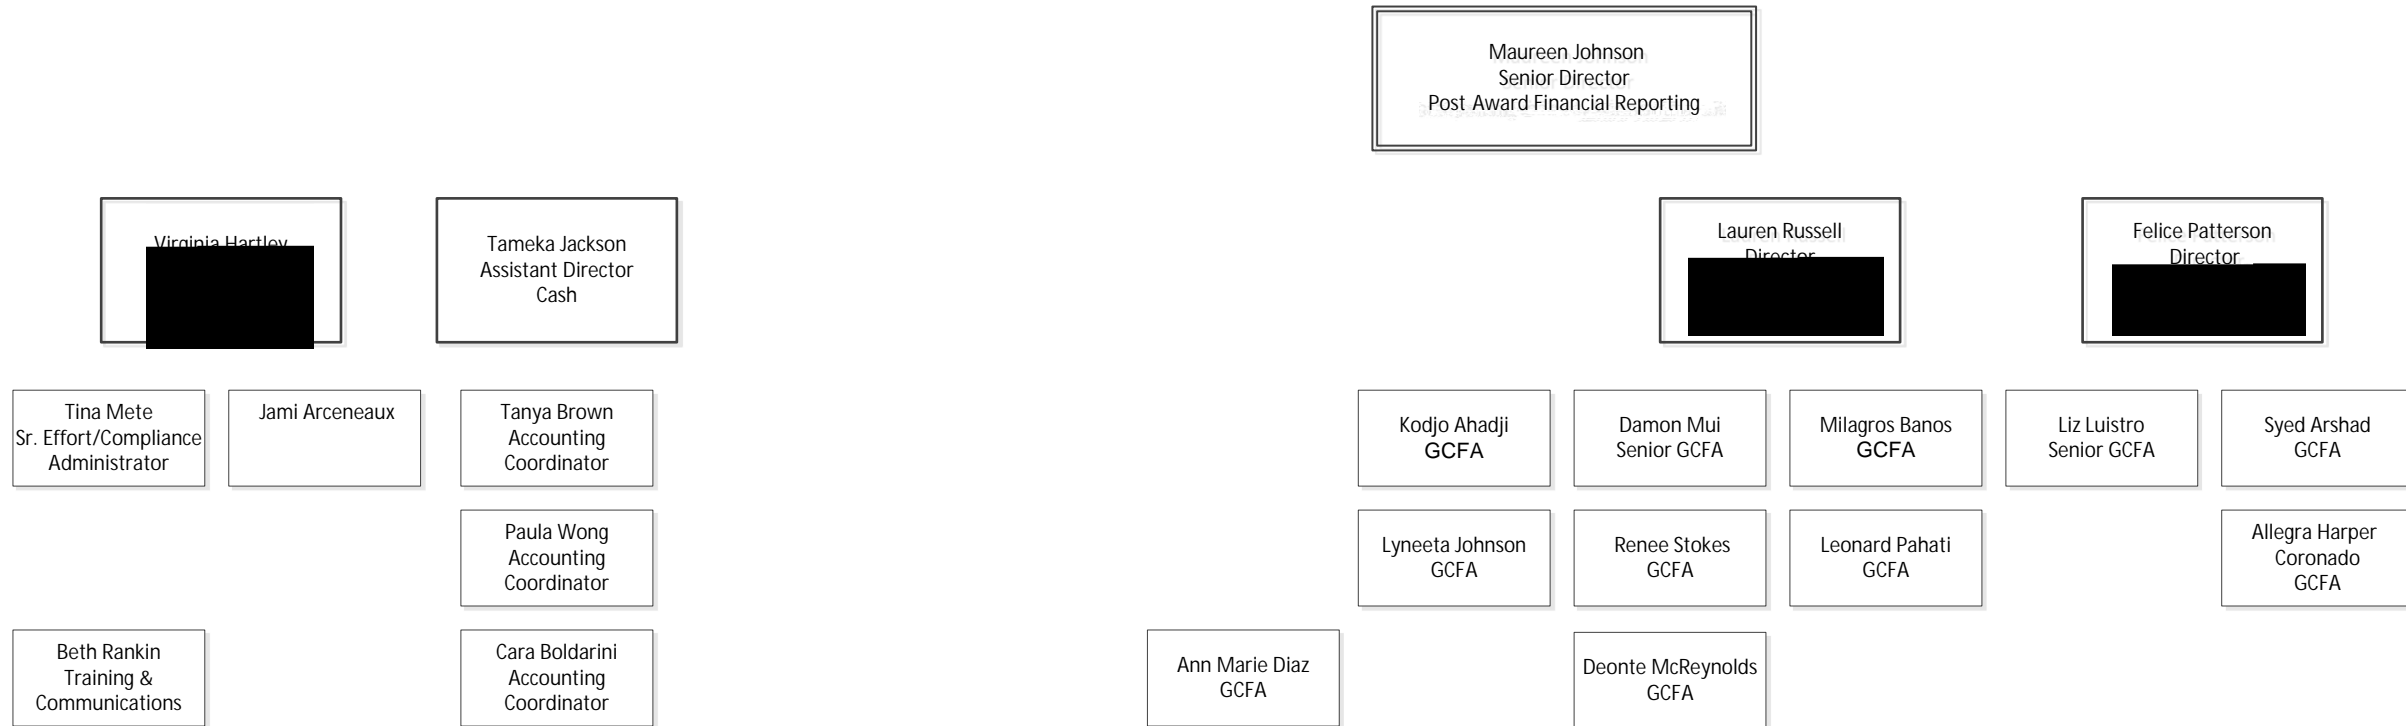 Maureen Johnson
Senior Director
Post Award Financial Reporting
Virginia Hartley
Tameka Jackson
Assistant Director
Cash
Lauren Russell
Director
Felice Patterson
Director
Tina Mete
Sr. Effort/Compliance
Administrator
Jami Arceneaux
Tanya Brown
Accounting
Coordinator
Kodjo Ahadji
GCFA
Damon Mui
Senior GCFA
Milagros Banos
GCFA
Liz Luistro
Senior GCFA
Syed Arshad
GCFA
Paula Wong
Accounting
Coordinator
Lyneeta Johnson
GCFA
Renee Stokes
GCFA
Leonard Pahati
GCFA
Allegra Harper
Coronado
GCFA
Beth Rankin
Training &
Communications
Cara Boldarini
Accounting
Coordinator
Ann Marie Diaz
GCFA
Deonte McReynolds
GCFA